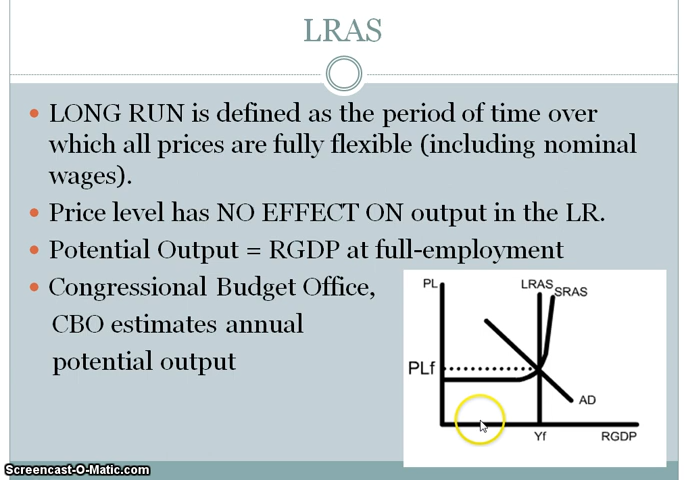 LRAS
LONG RUN is defined as the period of time over
which all prices are fully flexible (including nominal
wages).
Price level has NO EFFECT ON output in the LR.
Potential Output = RGDP at full-employment
Congressional Budget Office,
CBO estimates annual
potential output
PL
LRAS
SRAS
PLf
AD
Yf
RGDP
Screencast-O-Matic.com